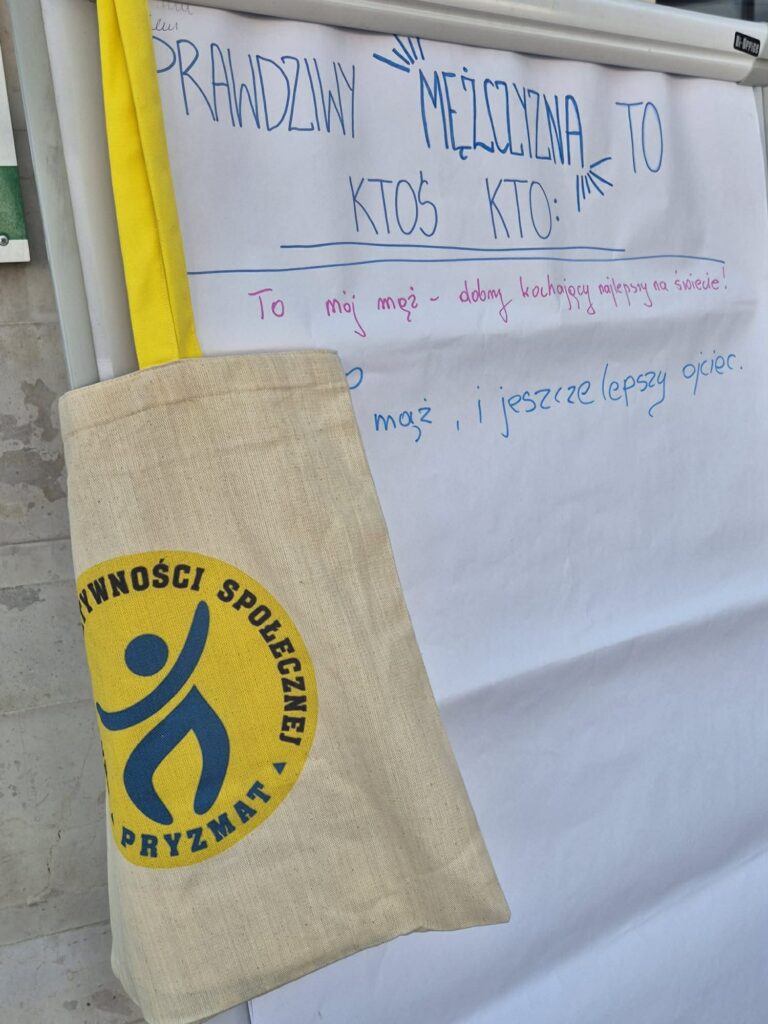 PRAWDZIWY MĘŻCZYZNA TO
KTOŚ KTO:
To mój mąż - dobry kochający najlepszy na świecie!
mąż, i jeszcze lepszy ojciec.
SPOŁECZNEJ
PRYZMAT